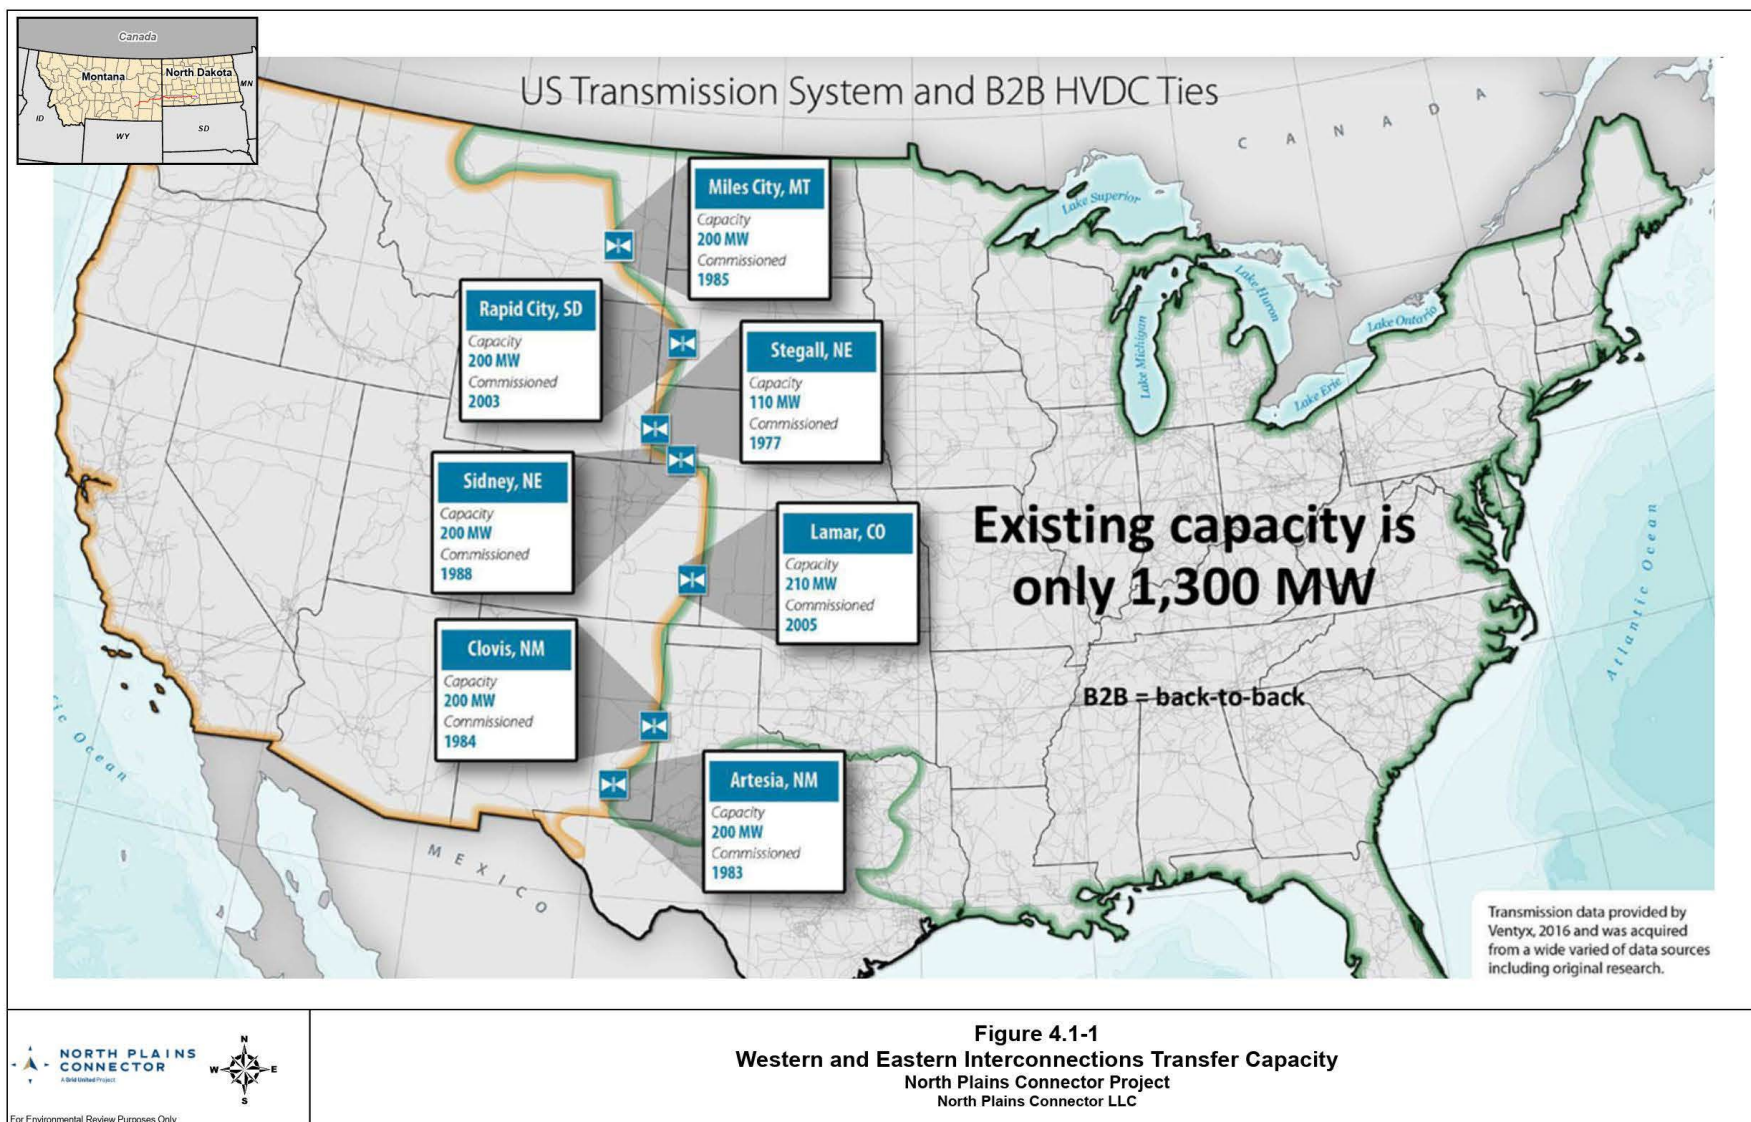 Canada
Montana
North Dakota
MN
ID
WY
SD
US Transmission System and B2B HVDC Ties
C A N A D A
Miles City, MT
Capacity
200 MW
Commissioned
1985
Lake Superior
Rapid City, SD
Capacity
200 MW
Commissioned
2003
Lake Huron
Lake Ontario
Lake Michigan
Lake Erie
Stegall, NE
Capacity
110 MW
Commissioned
1977
Sidney, NE
Capacity
200 MW
Commissioned
1988
Lamar, CO
Capacity
210 MW
Commissioned
2005
Existing capacity is
only 1,300 MW
Atlantic Ocean
Clovis, NM
Capacity
200 MW
Commissioned
1984
B2B = back-to-back
ic Ocean
Artesia, NM
Capacity
200 MW
Commissioned
1983
M E X I C O
Transmission data provided by
Ventyx, 2016 and was acquired
from a wide varied of data sources
including original research.
NORTH PLAINS
CONNECTOR
A Grid United Project
N
W
E
S
For Environmental Review Purposes Only
Figure 4.1-1
Western and Eastern Interconnections Transfer Capacity
North Plains Connector Project
North Plains Connector LLC